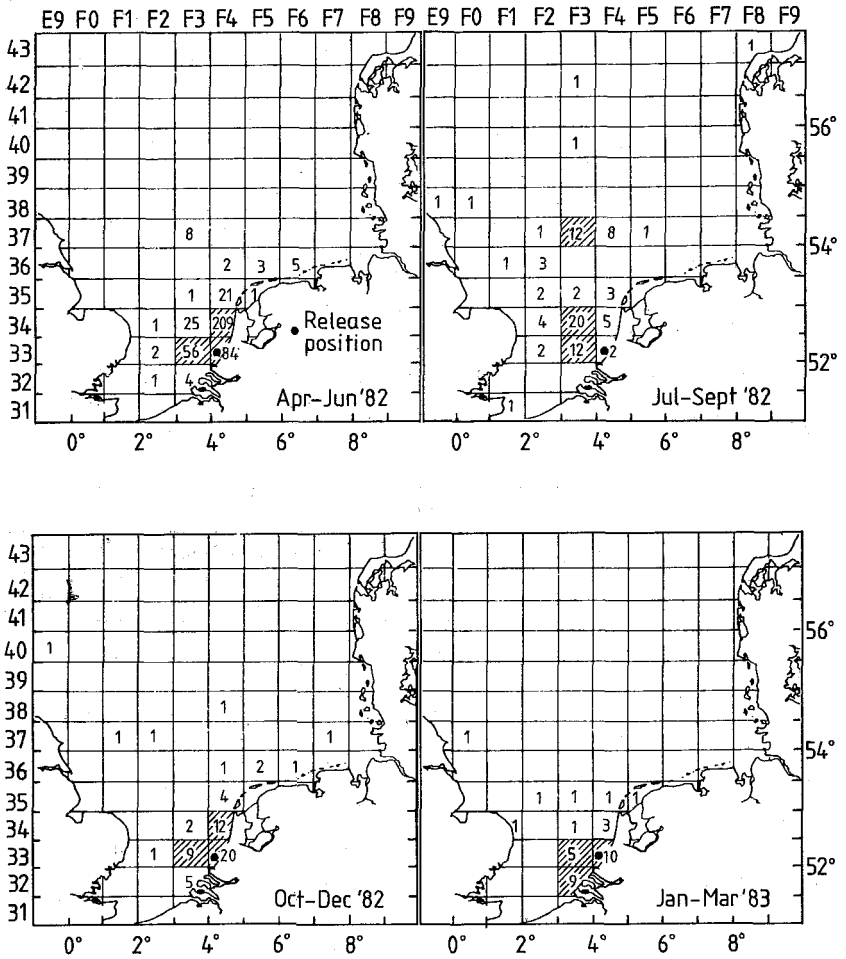 E9 F0 F1 F2 F3 F4 F5 F6 F7 F8 F9
E9 F0 F1 F2 F3 F4 F5 F6 F7 F8 F9
43
42
41
40
39
38
37 8
36 2 3 5
35 1 21 1
34 1 25 209 Release
position
33 2 56 84
32 1 4
31 Apr-Jun'82
0° 2° 4° 6° 8°
1
1
56°
1
1 1
1 12 8 1
54°
1 3
2 2 3
4 20 5
2 12 2 52°
1 Jul-Sept '82
0° 2° 4° 6° 8°
43
42
41
40 1
39
38 1
37 1 1 1
36 1 2 1
35 4
34 2 12
33 1 9 20
32 5
31 Oct-Dec '82
0° 2° 4° 6° 8°
56°
1
54°
1 1 1 1
1 1 3
5 10
52°
9
Jan-Mar'83
0° 2° 4° 6° 8°